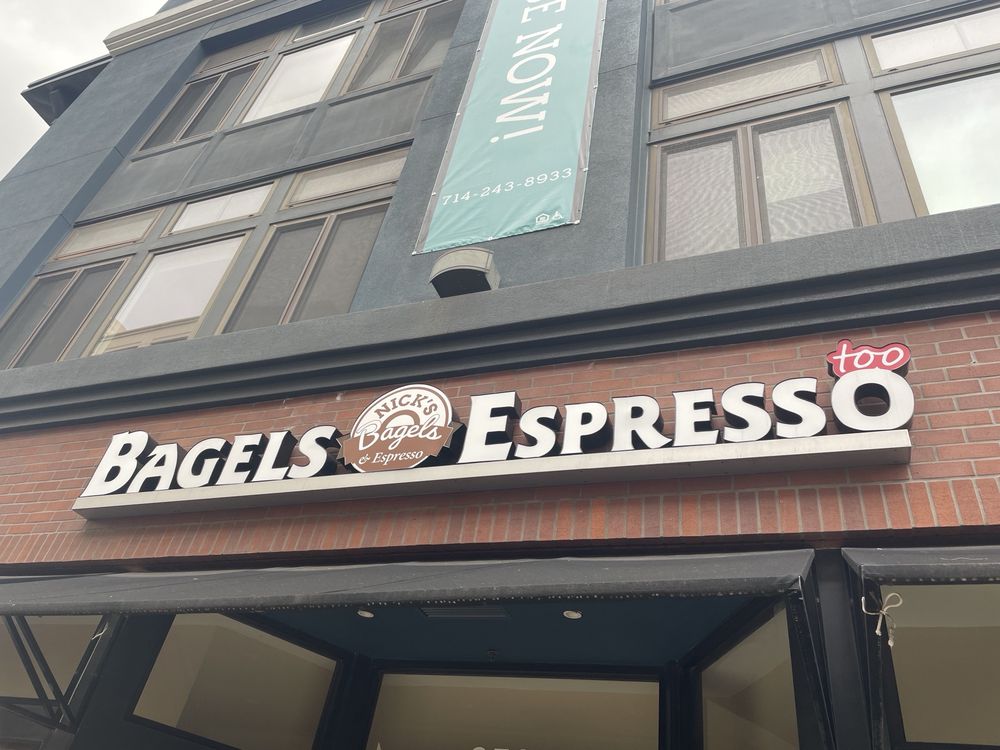 E NOW!
714-243-8933
too
BAGELS
NICK'S
Bagels
& Espresso
ESPRESSO